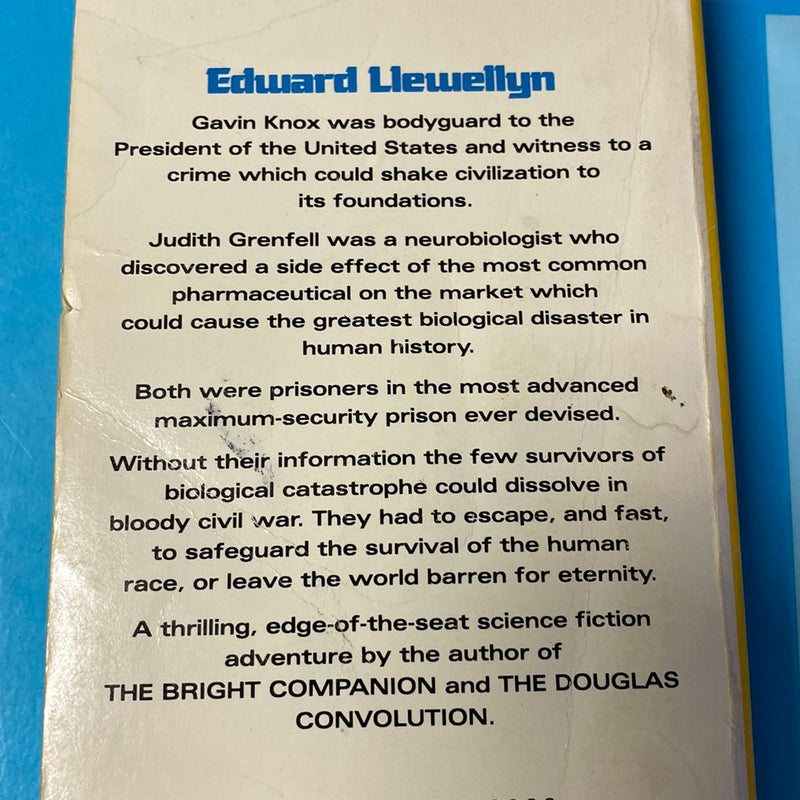 Edward Llewellyn
Gavin Knox was bodyguard to the
President of the United States and witness to a
crime which could shake civilization to
its foundations.
Judith Grenfell was a neurobiologist who
discovered a side effect of the most common
pharmaceutical on the market which
could cause the greatest biological disaster in
human history.
Both were prisoners in the most advanced
maximum-security prison ever devised.
Without their information the few survivors of
biological catastrophe could dissolve in
bloody civil war. They had to escape, and fast,
to safeguard the survival of the human
race, or leave the world barren for eternity.
A thrilling, edge-of-the-seat science fiction
adventure by the author of
THE BRIGHT COMPANION and THE DOUGLAS
CONVOLUTION.